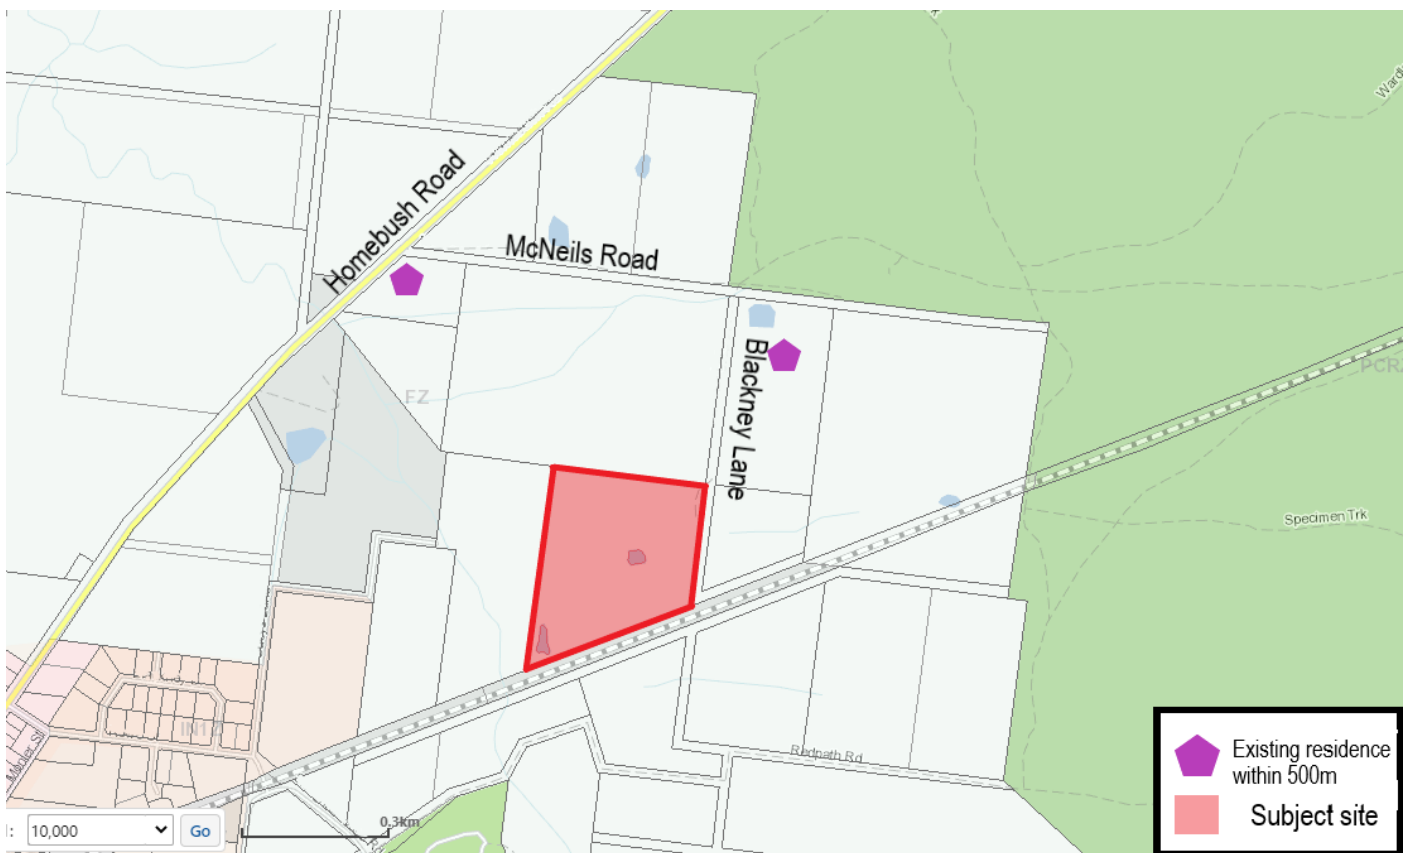 Homebush Road
McNeils Road
Blackney Lane
FZ
PCRZ
Specimen Trk
Redpath Rd
IN1Z
Existing residence
within 500m
Subject site
10,000
Go
0.3km